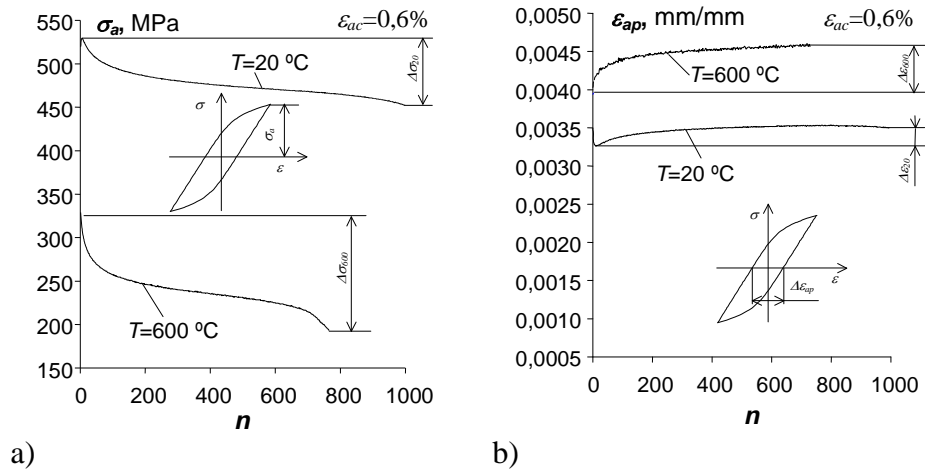 σₐ, MPa
εₐc=0,6%
550
500
450
400
350
300
250
200
150
T=20 ºC
Δσ₂₀
σ
σₐ
ε
Δσ₆₀₀
T=600 ºC
0 200 400 600 800 1000
n
a)
εₐₚ, mm/mm
εₐc=0,6%
0,0050
0,0045
0,0040
0,0035
0,0030
0,0025
0,0020
0,0015
0,0010
0,0005
T=600 ºC
Δε₆₀₀
T=20 ºC
Δε₂₀
σ
ε
Δεₐₚ
0 200 400 600 800 1000
n
b)